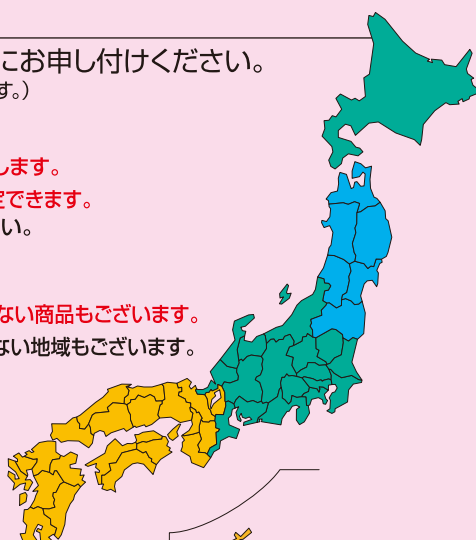 にお申し付けください。
す。）
します。
定できます。
い。
ない商品もございます。
ない地域もございます。